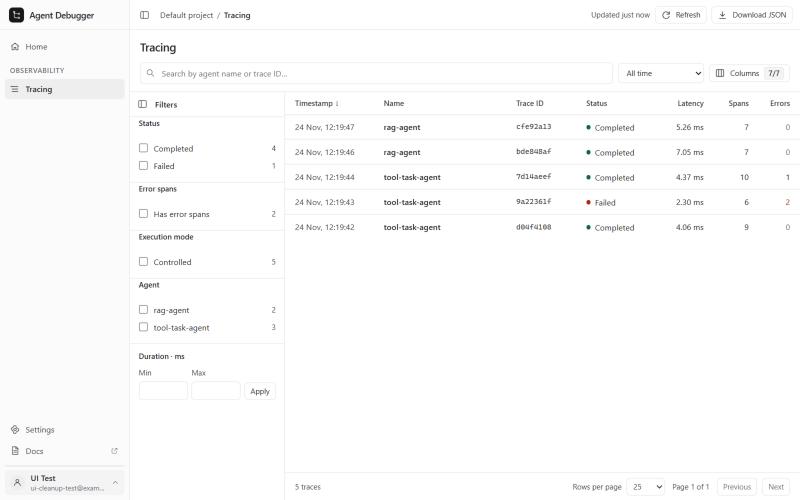 Agent Debugger
Default project / Tracing
Updated just now
Refresh
Download JSON
Home
OBSERVABILITY
Tracing
Settings
Docs
UI Test
ui-cleanup-test@exam...
Tracing
Search by agent name or trace ID...
All time
Columns 7/7
Filters
Status
Completed 4
Failed 1
Error spans
Has error spans 2
Execution mode
Controlled 5
Agent
rag-agent 2
tool-task-agent 3
Duration · ms
Min Max
Apply
Timestamp ↓ Name Trace ID Status Latency Spans Errors
24 Nov, 12:19:47 rag-agent cfe92a13 Completed 5.26 ms 7 0
24 Nov, 12:19:46 rag-agent bde848af Completed 7.05 ms 7 0
24 Nov, 12:19:44 tool-task-agent 7d14aeef Completed 4.37 ms 10 1
24 Nov, 12:19:43 tool-task-agent 9a22361f Failed 2.30 ms 6 2
24 Nov, 12:19:42 tool-task-agent d04f4108 Completed 4.06 ms 9 0
5 traces
Rows per page 25 Page 1 of 1 Previous Next